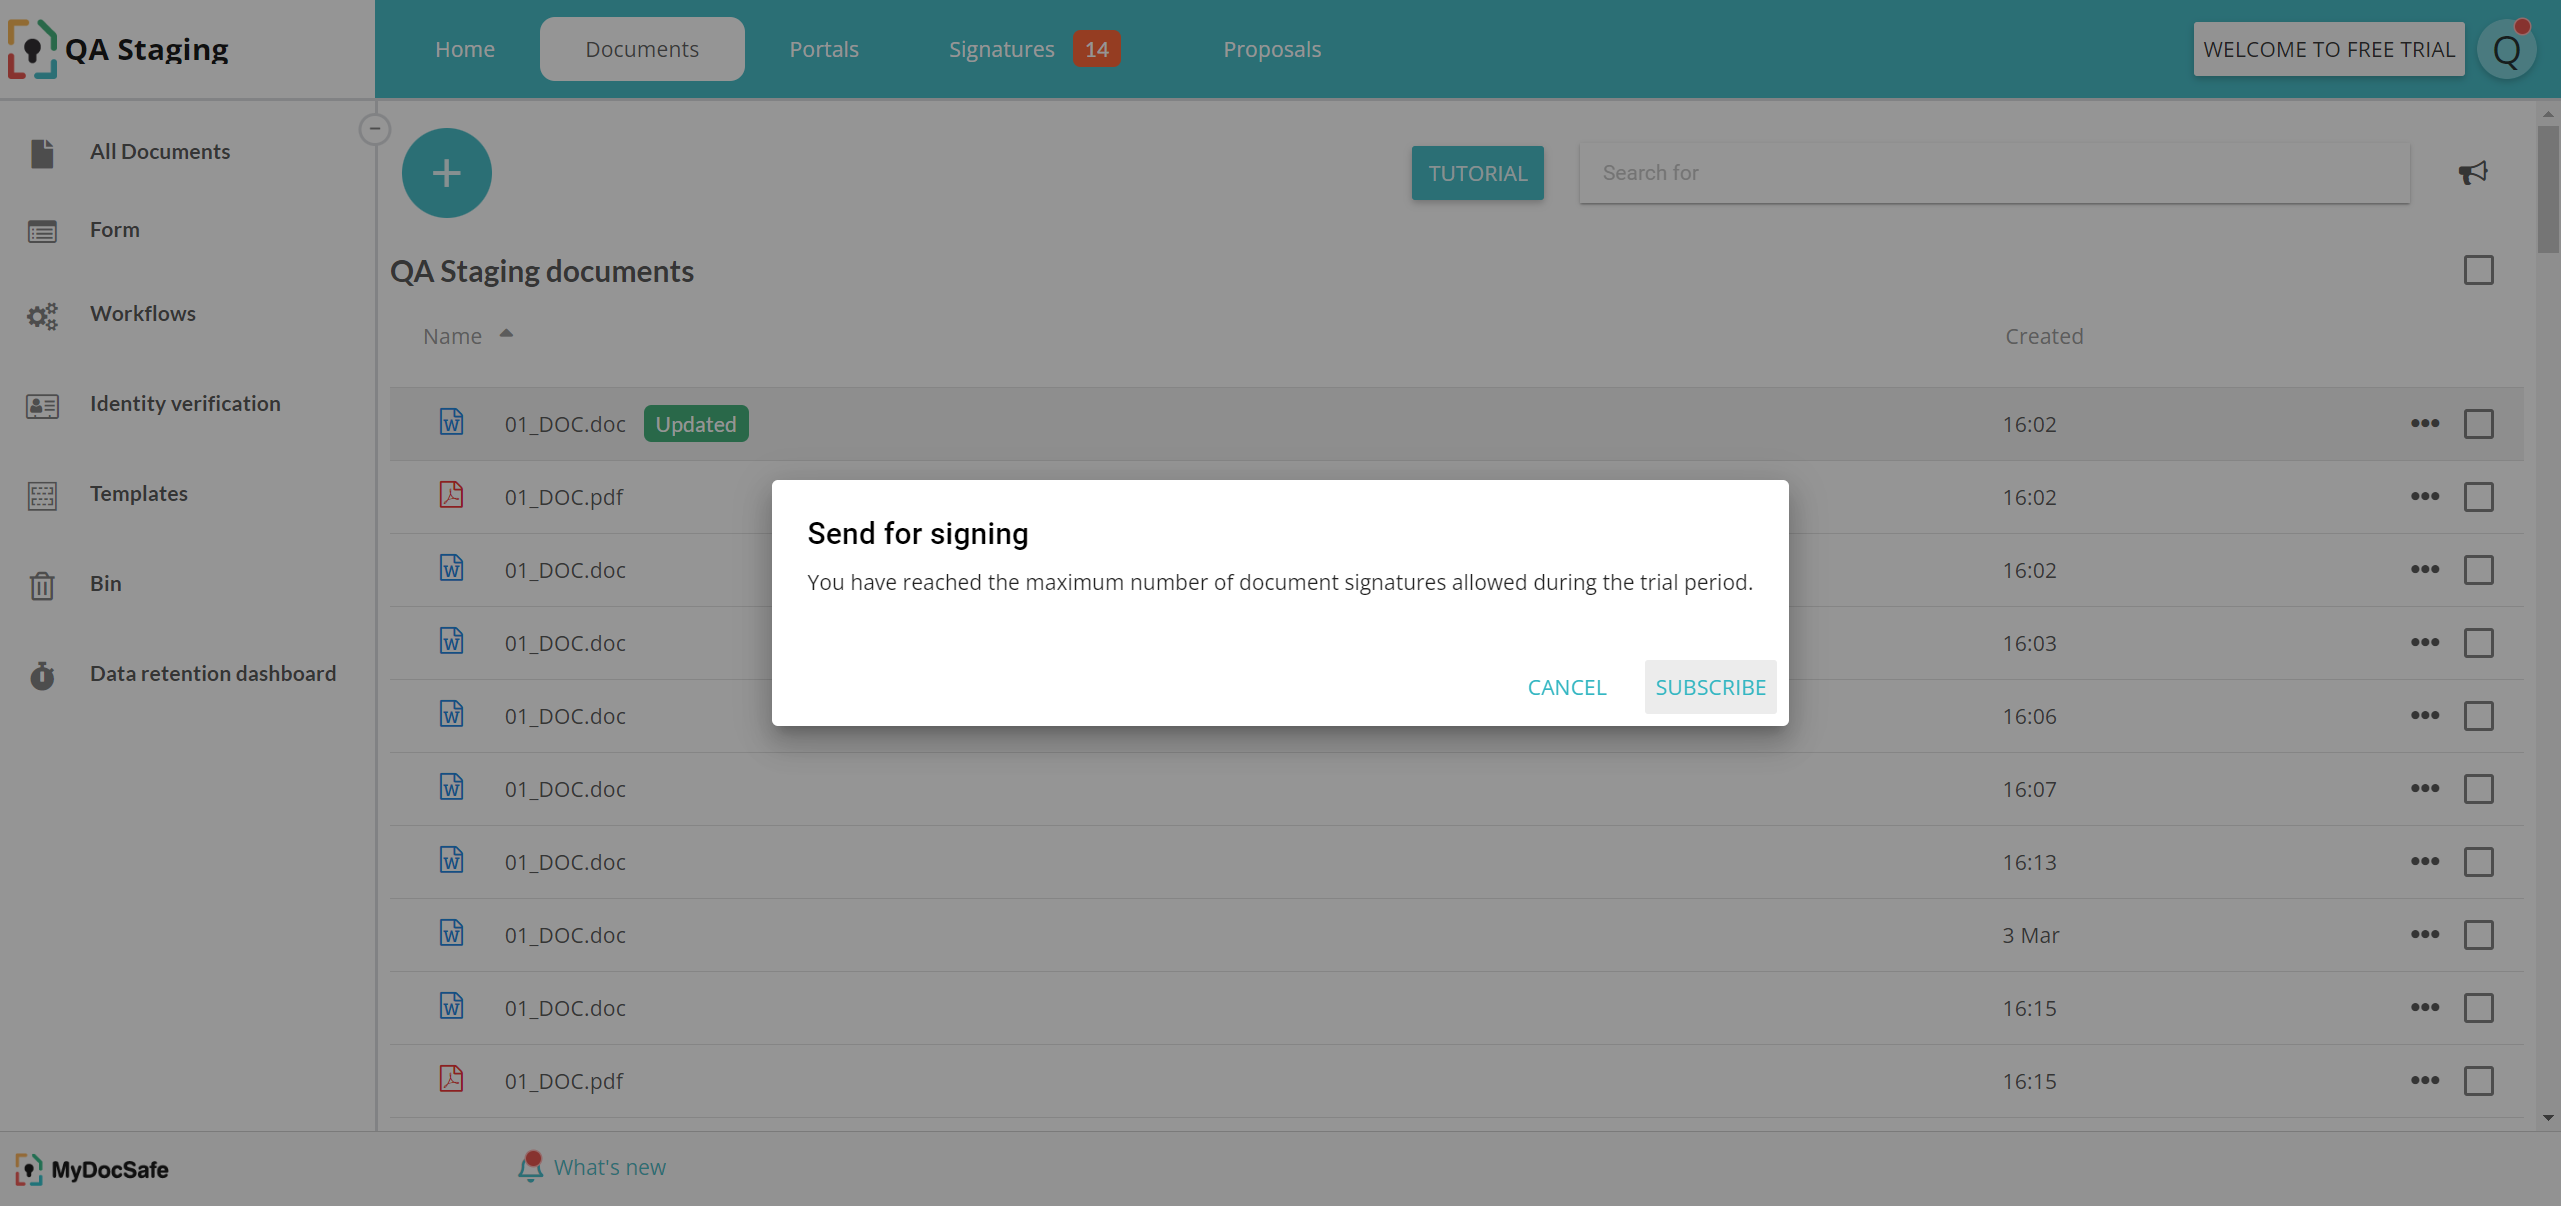 QA Staging
Home
Documents
Portals
Signatures 14
Proposals
WELCOME TO FREE TRIAL
Q
All Documents
Form
Workflows
Identity verification
Templates
Bin
Data retention dashboard
+
TUTORIAL
Search for
QA Staging documents
Name
Created
01_DOC.doc Updated 16:02
01_DOC.pdf 16:02
01_DOC.doc 16:02
01_DOC.doc 16:03
01_DOC.doc 16:06
01_DOC.doc 16:07
01_DOC.doc 16:13
01_DOC.doc 3 Mar
01_DOC.doc 16:15
01_DOC.pdf 16:15
Send for signing
You have reached the maximum number of document signatures allowed during the trial period.
CANCEL
SUBSCRIBE
MyDocSafe
What's new